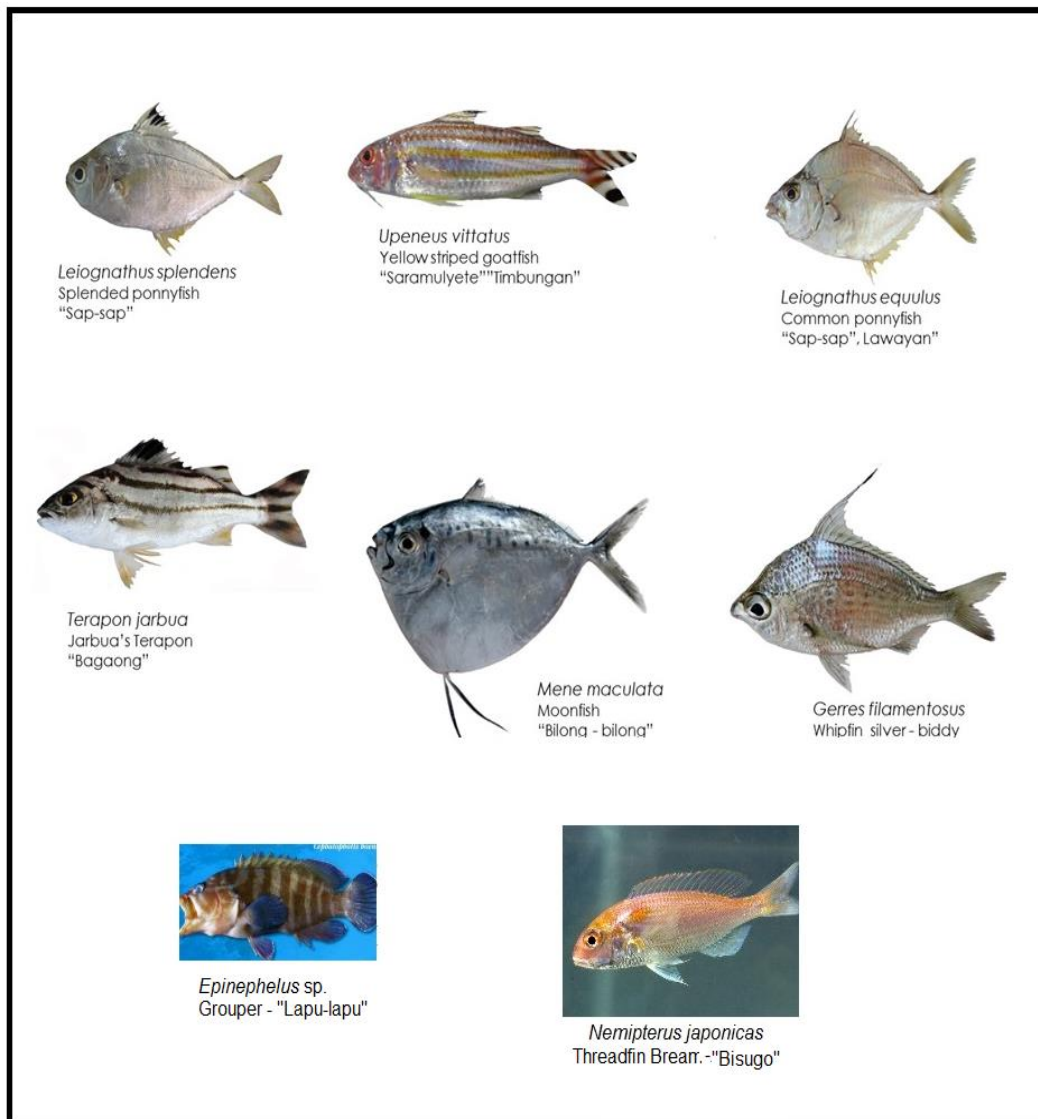 Leiognathus splendens
Splended ponnyfish
“Sap-sap”
Upeneus vittatus
Yellow striped goatfish
“Saramulyete”“Timbungan”
Leiognathus equulus
Common ponnyfish
“Sap-sap”, Lawayan”
Terapon jarbua
Jarbua’s Terapon
“Bagaong”
Mene maculata
Moonfish
“Bilong - bilong”
Gerres filamentosus
Whipfin silver - biddy
Epinephelus sp.
Grouper - "Lapu-lapu"
Nemipterus japonicas
Threadfin Bream.-"Bisugo"